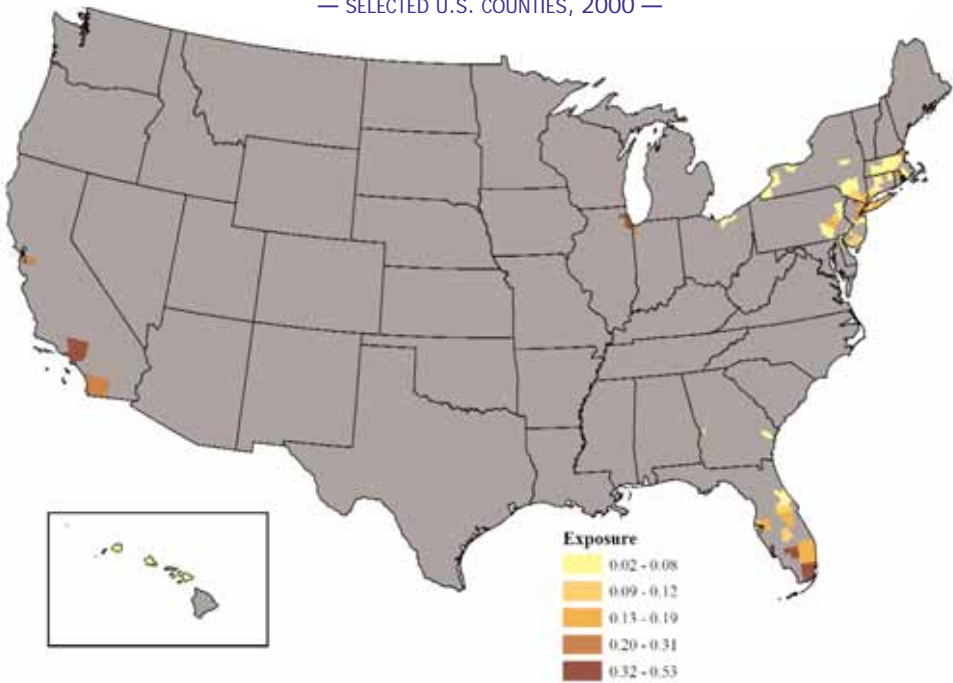 — SELECTED U.S. COUNTIES, 2000 —
Exposure
0.02 - 0.08
0.09 - 0.12
0.13 - 0.19
0.20 - 0.31
0.32 - 0.53